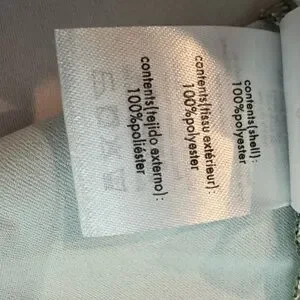 contents(shell):
100%polyester
contents(tissu extérieur):
100%polyester
contents(tejido externo):
100%poliéster